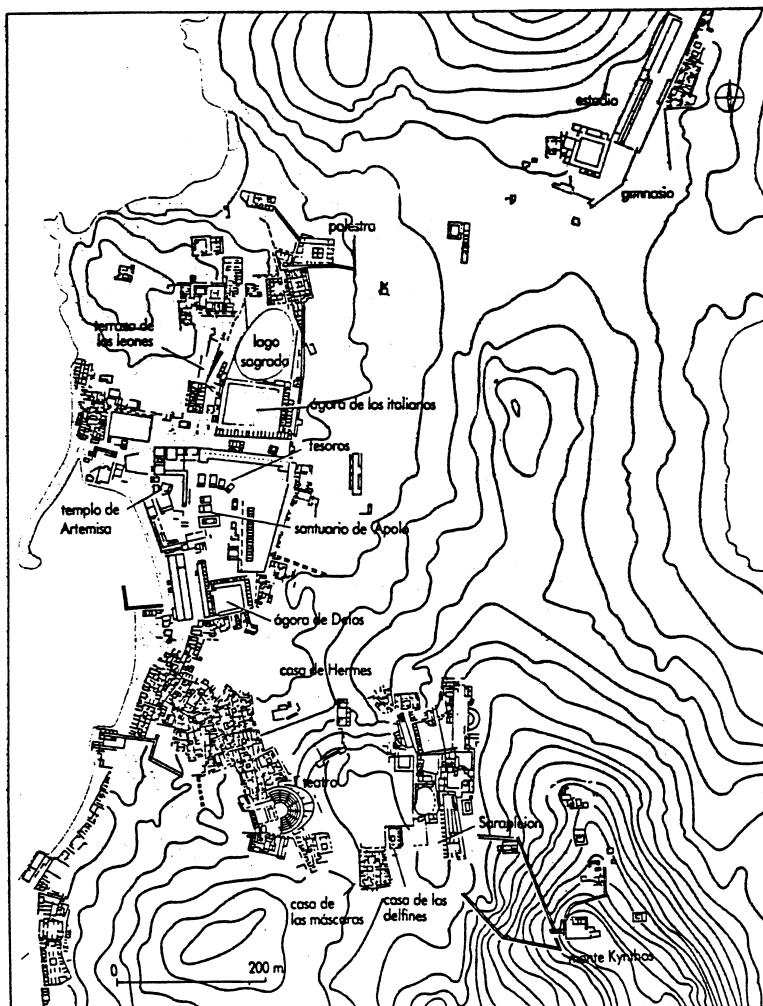 estadio
gimnasio
palestra
terraza de
los leones
lago
sagrado
ágora de los italianos
tesoros
templo de
Artemisa
santuario de Apolo
ágora de Delos
casa de Hermes
teatro
Sarapieion
casa de
las máscaras
casa de los
delfines
monte Kynthos
0 200 m